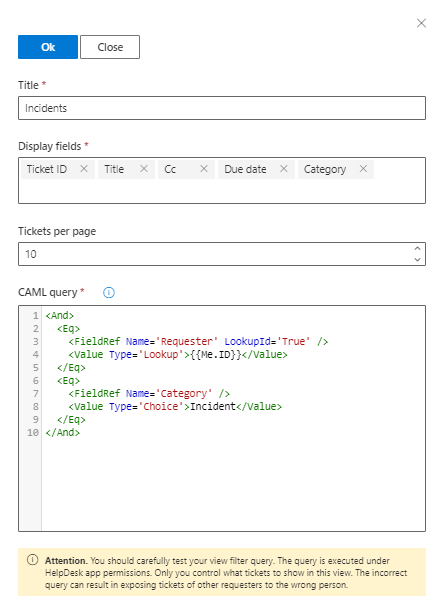 Ok Close
Title *
Incidents
Display fields *
Ticket ID Title Cc Due date Category
Tickets per page
10
CAML query *
1 <And>
2 <Eq>
3 <FieldRef Name='Requester' LookupId='True' />
4 <Value Type='Lookup'>{{Me.ID}}</Value>
5 </Eq>
6 <Eq>
7 <FieldRef Name='Category' />
8 <Value Type='Choice'>Incident</Value>
9 </Eq>
10 </And>
Attention. You should carefully test your view filter query. The query is executed under
HelpDesk app permissions. Only you control what tickets to show in this view. The incorrect
query can result in exposing tickets of other requesters to the wrong person.